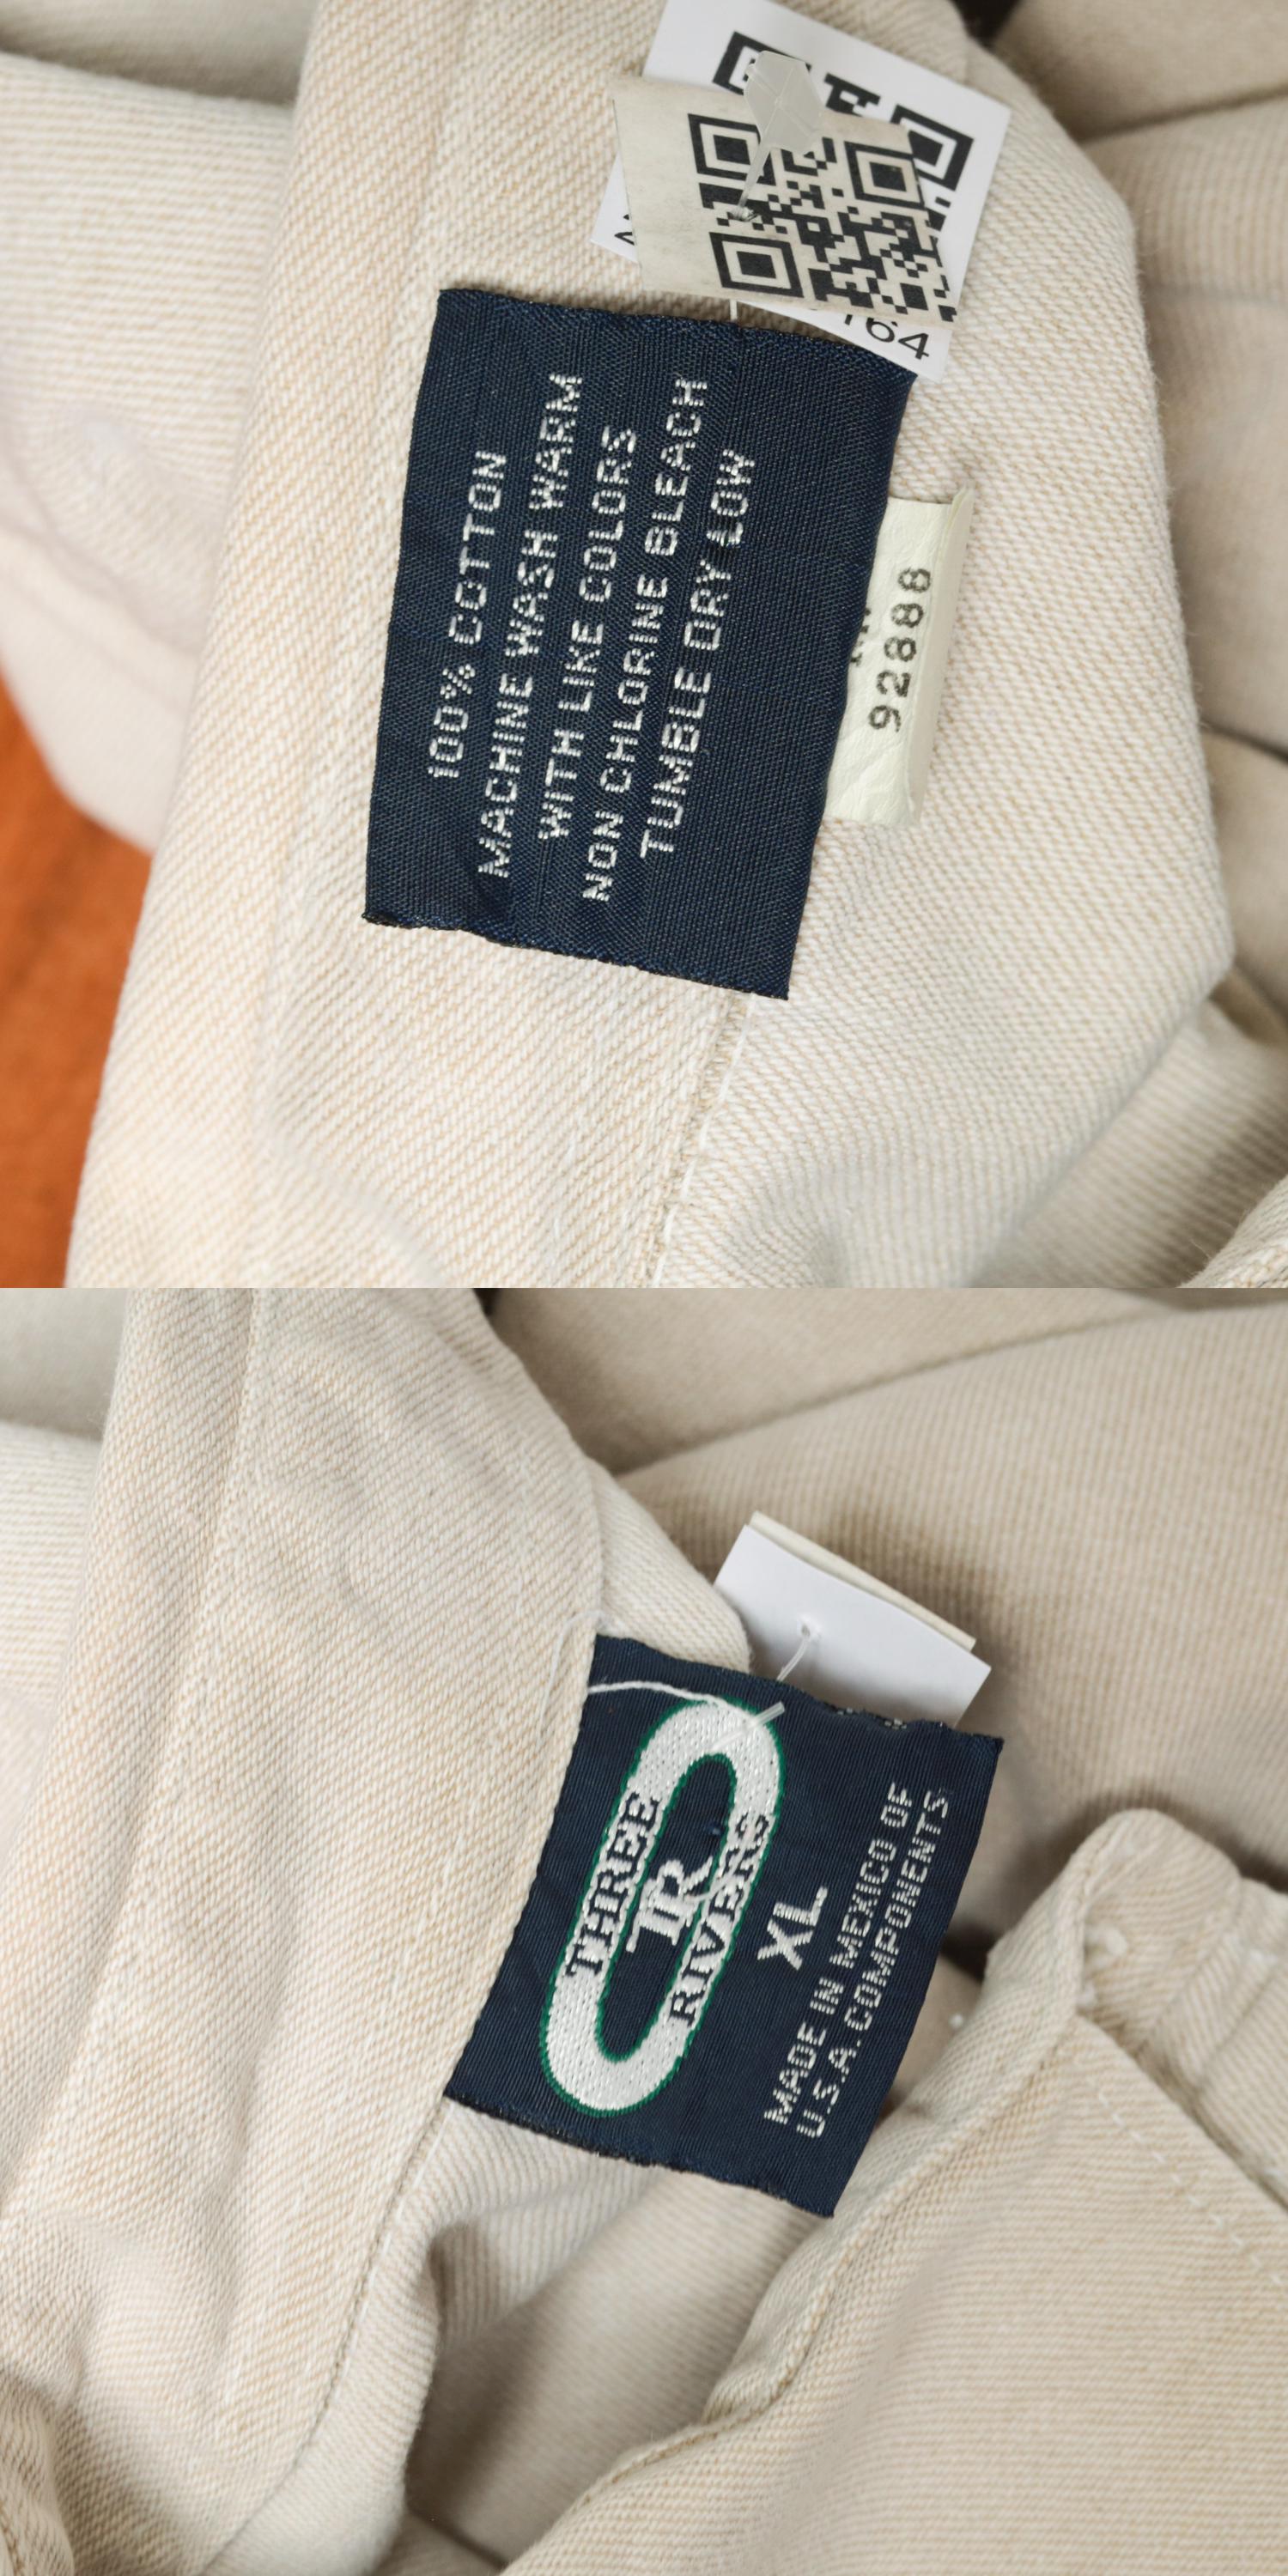 164
100% COTTON
MACHINE WASH WARM
WITH LIKE COLORS
NON CHLORINE BLEACH
TUMBLE DRY LOW
92886
THREE
TR
RIVERS
XL
MADE IN MEXICO OF
U.S.A. COMPONENTS